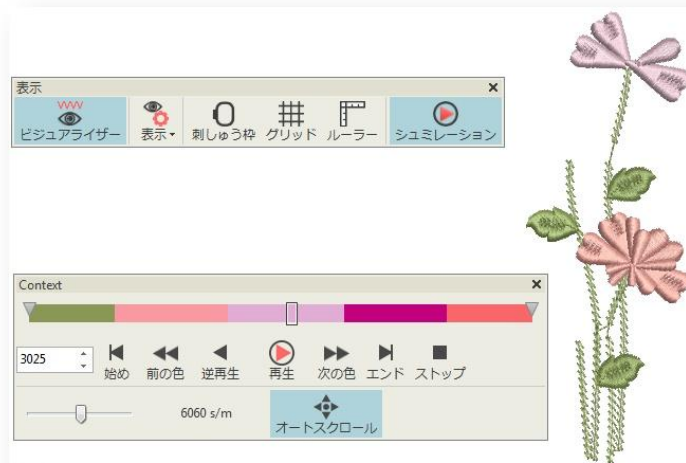 表示
ビジュアライザー 表示 刺しゅう枠 グリッド ルーラー シュミレーション
Context
3025
始め 前の色 逆再生 再生 次の色 エンド ストップ
6060 s/m
オートスクロール